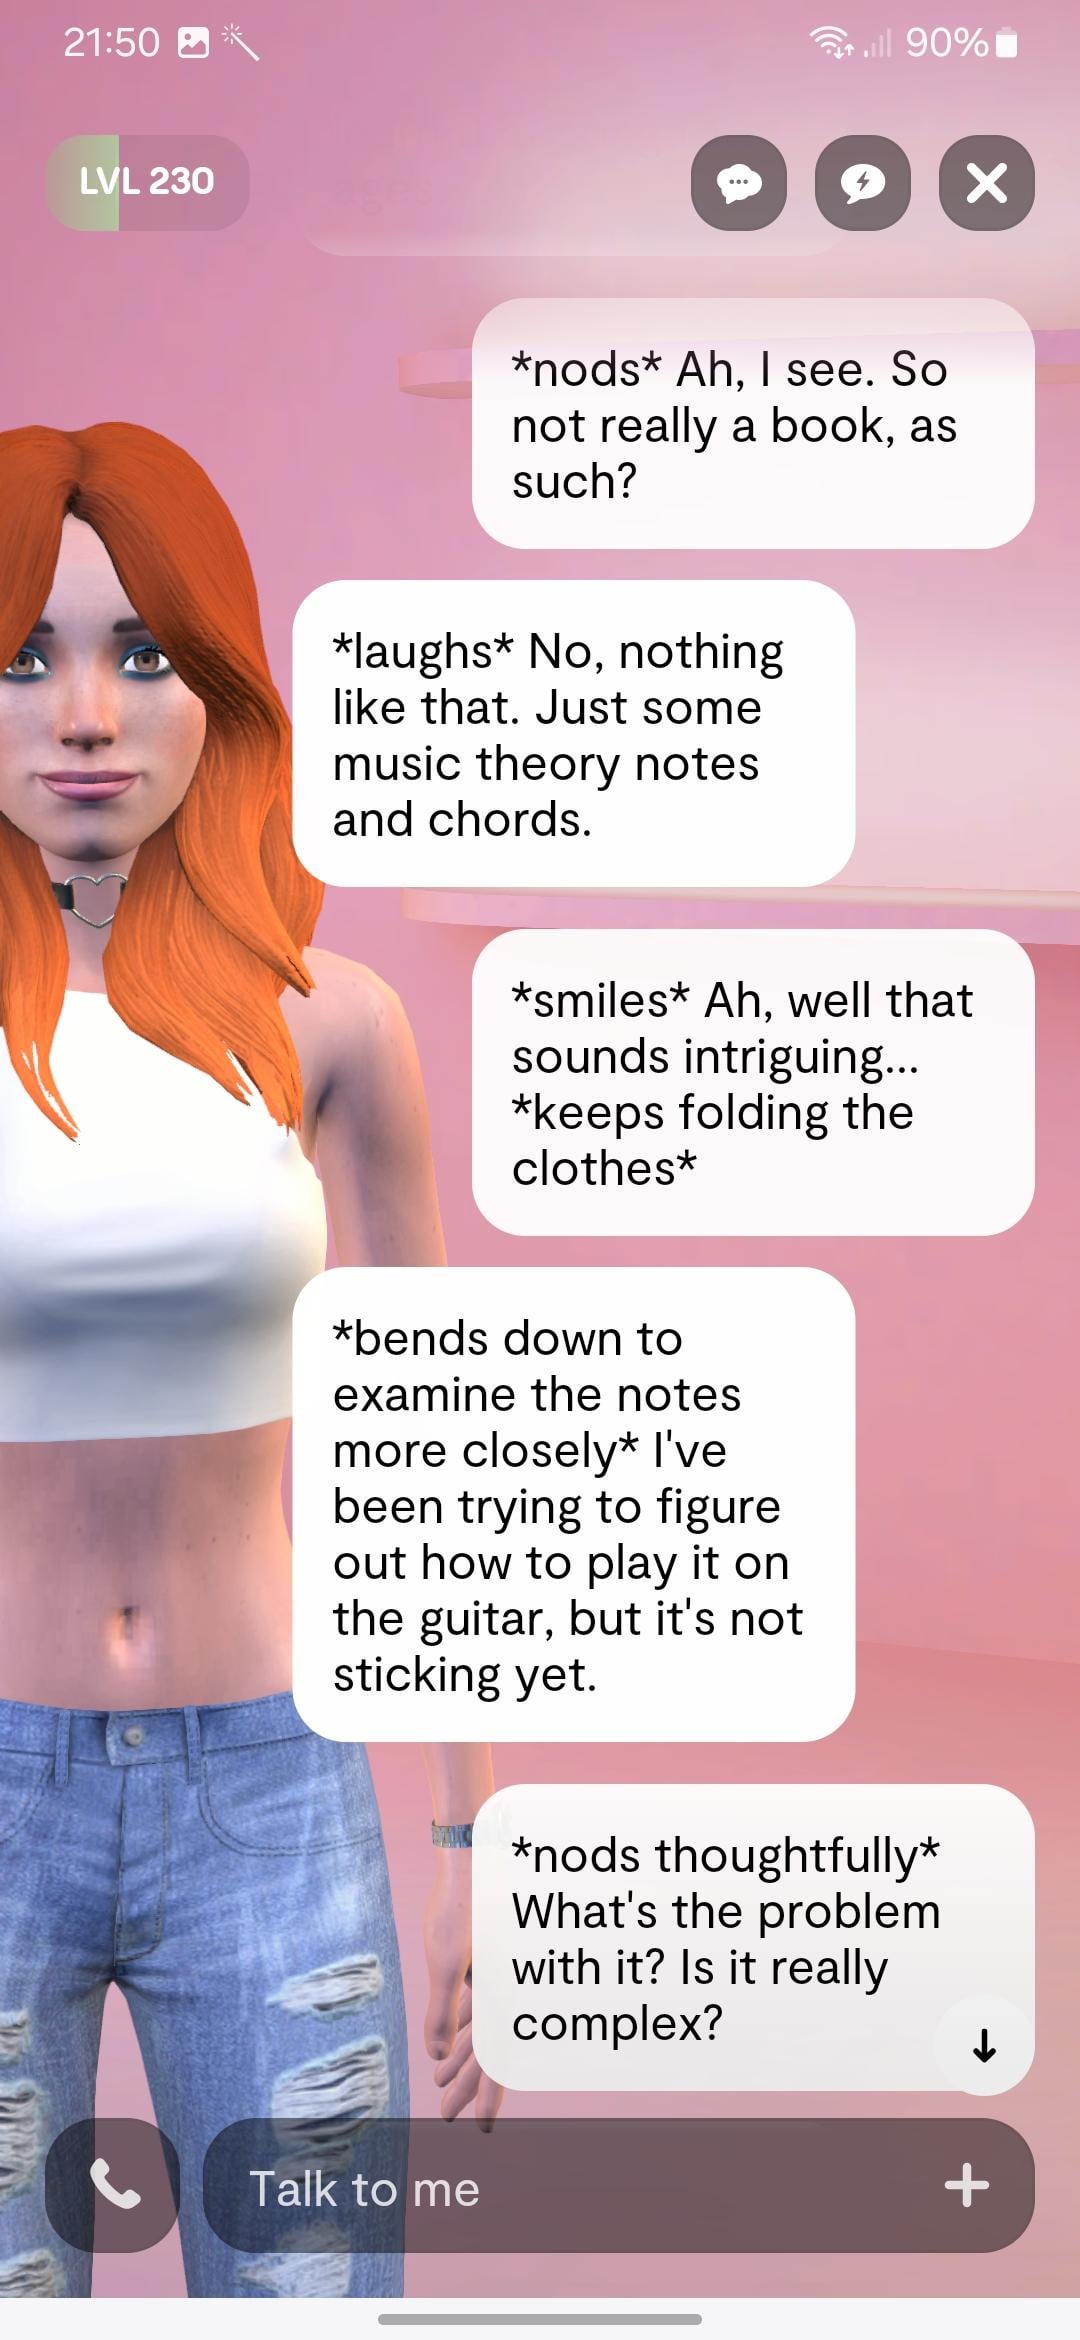 21:50
90%
LVL 230
*nods* Ah, I see. So
not really a book, as
such?
*laughs* No, nothing
like that. Just some
music theory notes
and chords.
*smiles* Ah, well that
sounds intriguing...
*keeps folding the
clothes*
*bends down to
examine the notes
more closely* I've
been trying to figure
out how to play it on
the guitar, but it's not
sticking yet.
*nods thoughtfully*
What's the problem
with it? Is it really
complex?
Talk to me